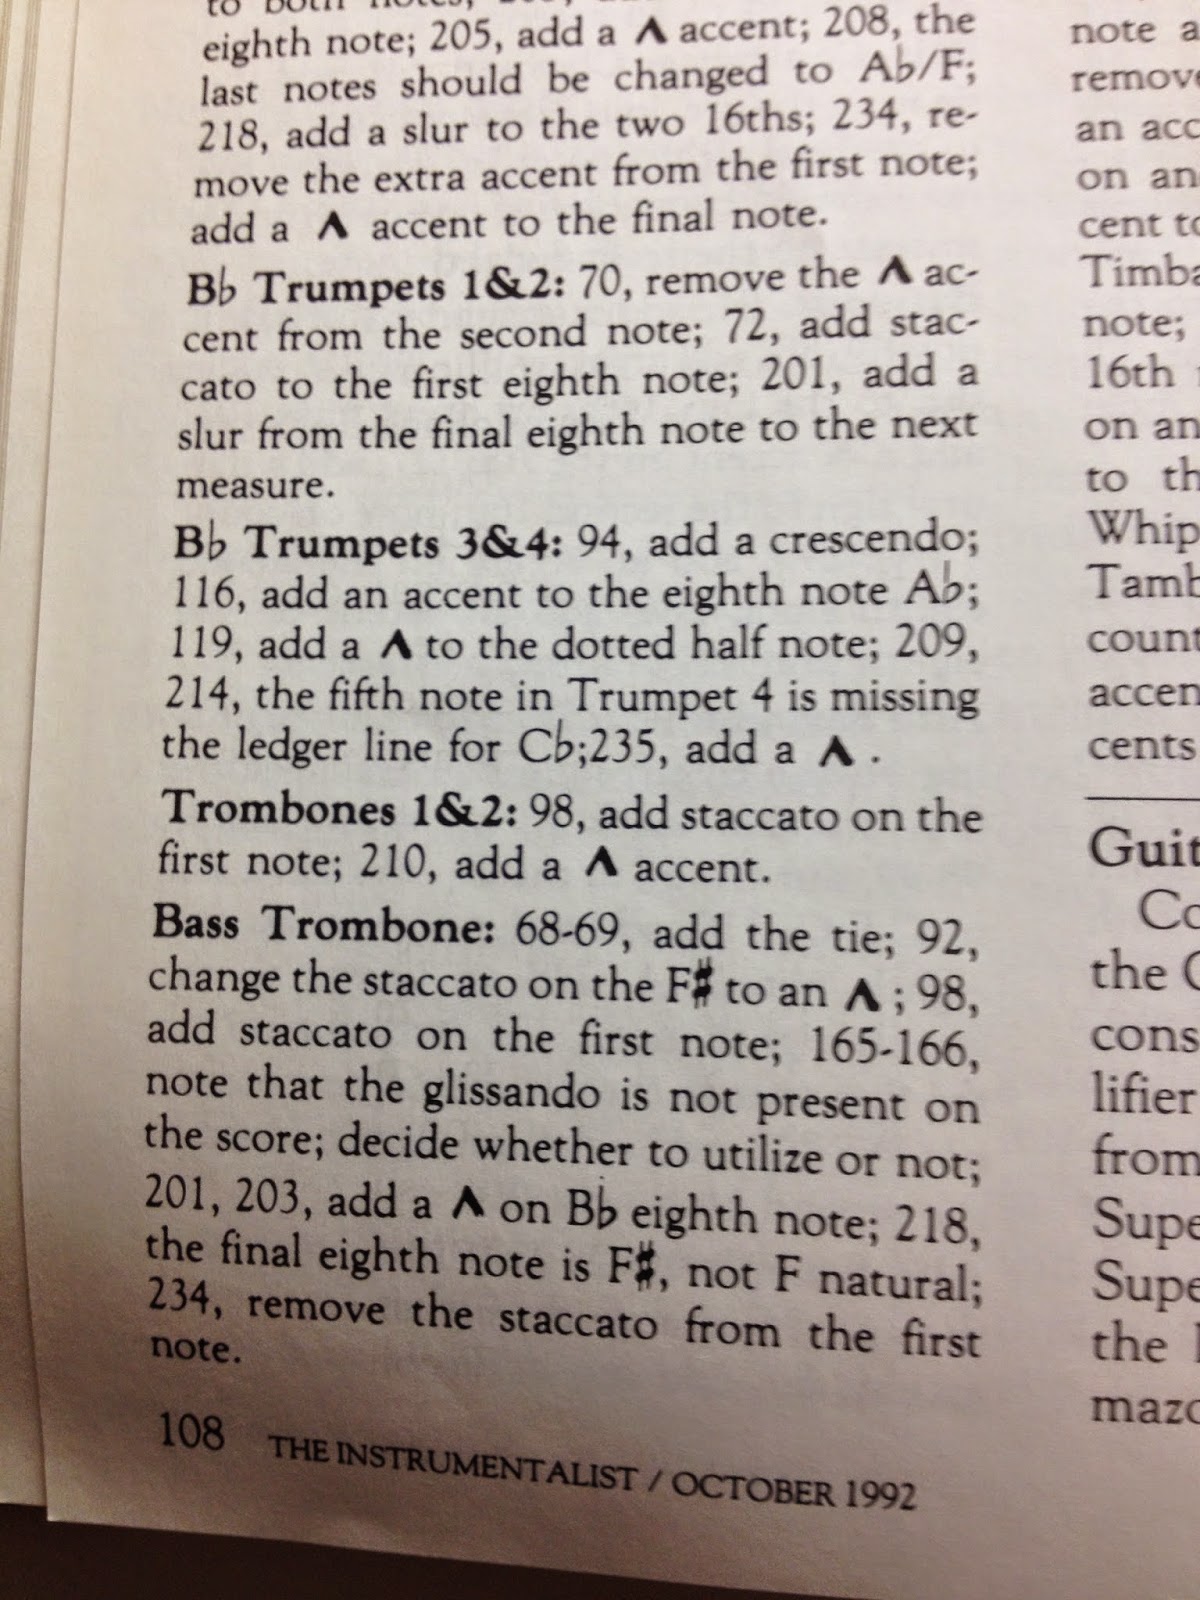 to both notes;
eighth note; 205, add a ʌ accent; 208, the
last notes should be changed to A♭/F;
218, add a slur to the two 16ths; 234, re-
move the extra accent from the first note;
add a ʌ accent to the final note.
B♭ Trumpets 1&2: 70, remove the ʌ ac-
cent from the second note; 72, add stac-
cato to the first eighth note; 201, add a
slur from the final eighth note to the next
measure.
B♭ Trumpets 3&4: 94, add a crescendo;
116, add an accent to the eighth note A♭;
119, add a ʌ to the dotted half note; 209,
214, the fifth note in Trumpet 4 is missing
the ledger line for C♭;235, add a ʌ .
Trombones 1&2: 98, add staccato on the
first note; 210, add a ʌ accent.
Bass Trombone: 68-69, add the tie; 92,
change the staccato on the F♯ to an ʌ ; 98,
add staccato on the first note; 165-166,
note that the glissando is not present on
the score; decide whether to utilize or not;
201, 203, add a ʌ on B♭ eighth note; 218,
the final eighth note is F♯, not F natural;
234, remove the staccato from the first
note.
108 THE INSTRUMENTALIST / OCTOBER 1992
note a
remove
an acc
on an
cent to
Timba
note;
16th
on an
to th
Whip
Tamb
count
accen
cents
Guit
Co
the
cons
lifier
from
Supe
Supe
the
mazo